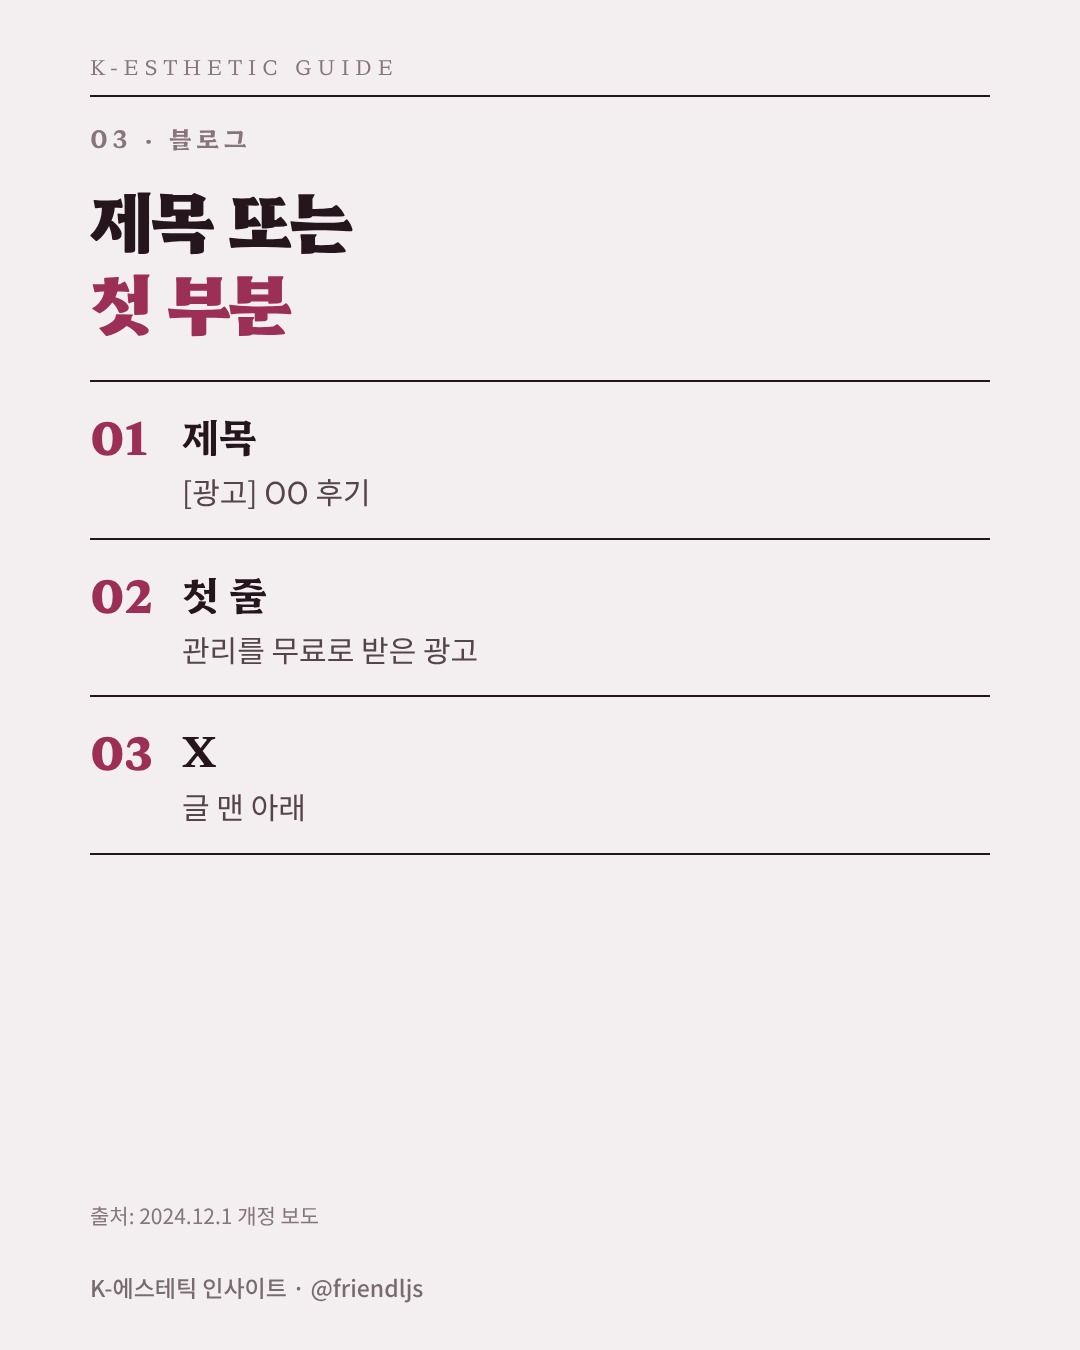 K-ESTHETIC GUIDE
03 · 블로그
제목 또는
첫 부분
01 제목
[광고] OO 후기
02 첫 줄
관리를 무료로 받은 광고
03 X
글 맨 아래
출처: 2024.12.1 개정 보도
K-에스테틱 인사이트 · @friendljs